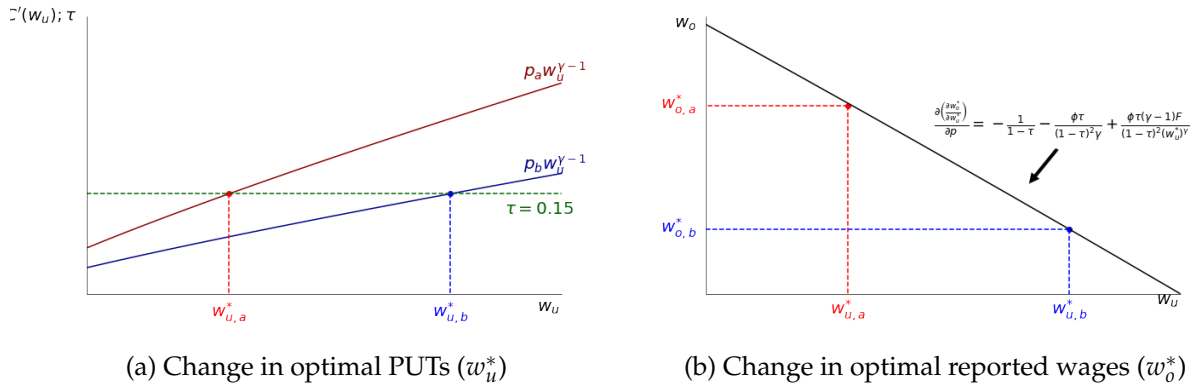 C′(w_u); τ
p_a w_u^{γ−1}
p_b w_u^{γ−1}
τ = 0.15
w_u
w*_{u,a}
w*_{u,b}
(a) Change in optimal PUTs (w*_u)
w_o
w*_{o,a}
∂(∂w*_o/∂w*_u)/∂p = −1/(1−τ) − ϕτ/((1−τ)²γ) + ϕτ(γ−1)F/((1−τ)²(w*_u)^γ)
w*_{o,b}
w_u
w*_{u,a}
w*_{u,b}
(b) Change in optimal reported wages (w*_o)